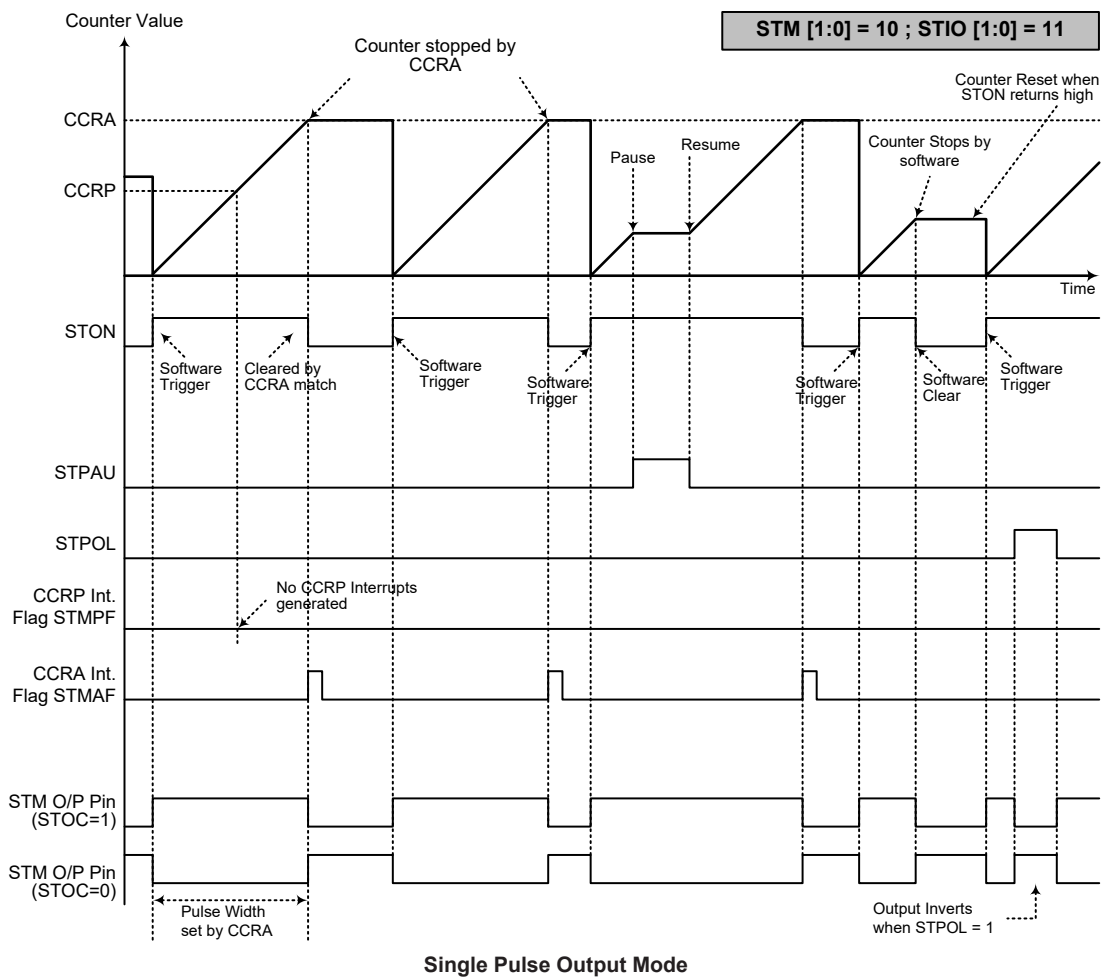 Counter Value
STM [1:0] = 10 ; STIO [1:0] = 11
Counter stopped by
CCRA
Counter Reset when
STON returns high
CCRA
Pause
Resume
Counter Stops by
software
CCRP
Time
STON
Software
Trigger
Cleared by
CCRA match
Software
Trigger
Software
Trigger
Software
Trigger
Software
Clear
Software
Trigger
STPAU
STPOL
CCRP Int.
Flag STMPF
No CCRP Interrupts
generated
CCRA Int.
Flag STMAF
STM O/P Pin
(STOC=1)
STM O/P Pin
(STOC=0)
Pulse Width
set by CCRA
Output Inverts
when STPOL = 1
Single Pulse Output Mode